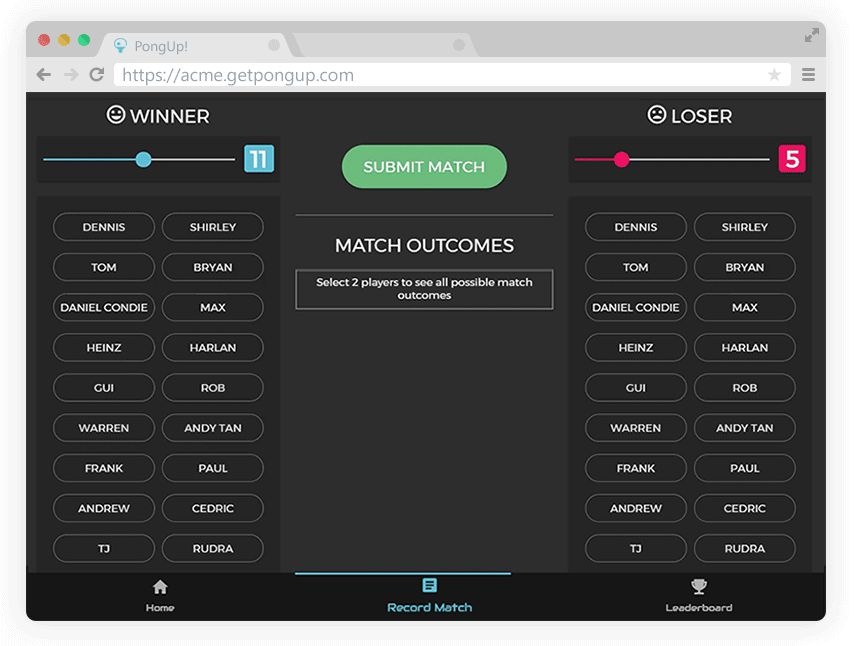 PongUp!
https://acme.getpongup.com
WINNER
11
DENNIS
SHIRLEY
TOM
BRYAN
DANIEL CONDIE
MAX
HEINZ
HARLAN
GUI
ROB
WARREN
ANDY TAN
FRANK
PAUL
ANDREW
CEDRIC
TJ
RUDRA
SUBMIT MATCH
MATCH OUTCOMES
Select 2 players to see all possible match
outcomes
LOSER
5
DENNIS
SHIRLEY
TOM
BRYAN
DANIEL CONDIE
MAX
HEINZ
HARLAN
GUI
ROB
WARREN
ANDY TAN
FRANK
PAUL
ANDREW
CEDRIC
TJ
RUDRA
Home
Record Match
Leaderboard